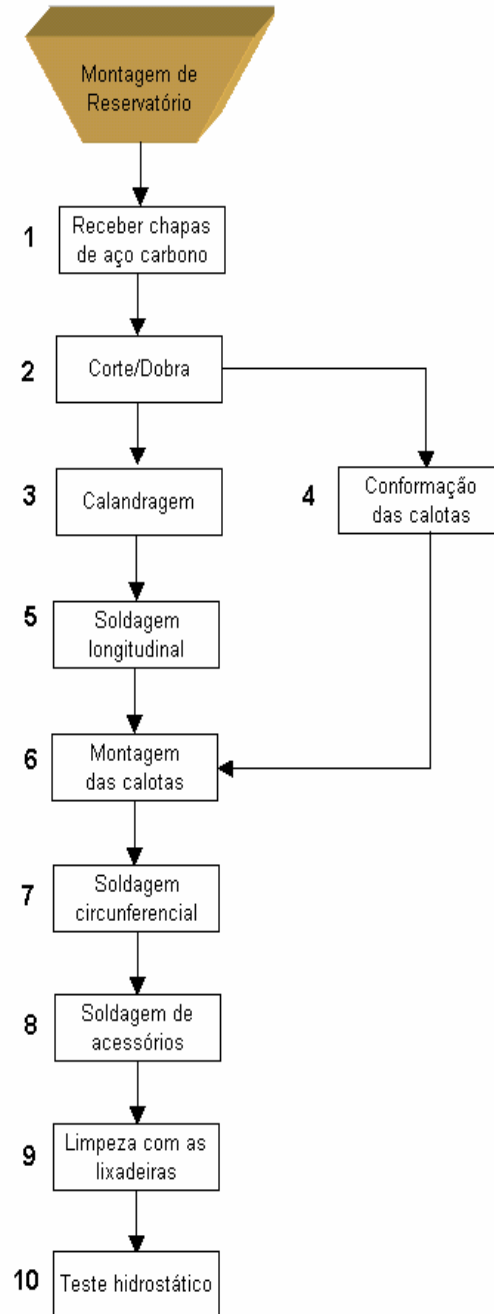 Montagem de
Reservatório
1
Receber chapas
de aço carbono
2
Corte/Dobra
3
Calandragem
4
Conformação
das calotas
5
Soldagem
longitudinal
6
Montagem
das calotas
7
Soldagem
circunferencial
8
Soldagem de
acessórios
9
Limpeza com as
lixadeiras
10
Teste hidrostático